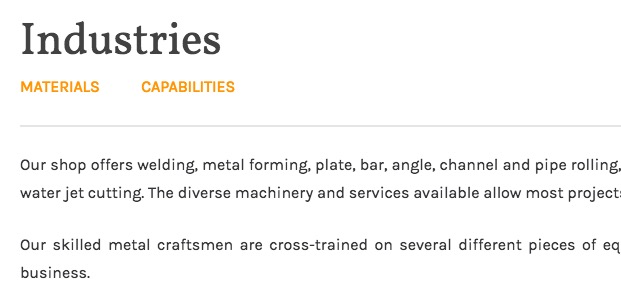 Industries
MATERIALS CAPABILITIES
Our shop offers welding, metal forming, plate, bar, angle, channel and pipe rolling,
water jet cutting. The diverse machinery and services available allow most projects
Our skilled metal craftsmen are cross-trained on several different pieces of eq
business.